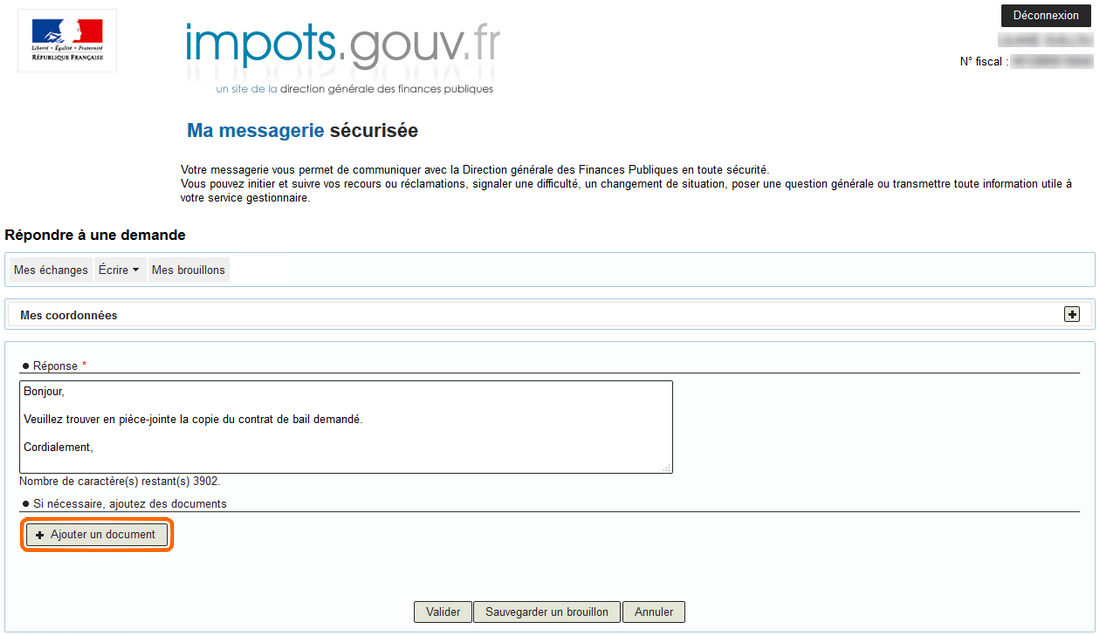 Déconnexion
Liberté • Égalité • Fraternité
RÉPUBLIQUE FRANÇAISE
impots.gouv.fr
N° fiscal :
un site de la direction générale des finances publiques
Ma messagerie sécurisée
Votre messagerie vous permet de communiquer avec la Direction générale des Finances Publiques en toute sécurité.
Vous pouvez initier et suivre vos recours ou réclamations, signaler une difficulté, un changement de situation, poser une question générale ou transmettre toute information utile à
votre service gestionnaire.
Répondre à une demande
Mes échanges Écrire Mes brouillons
Mes coordonnées
Réponse *
Bonjour,
Veuillez trouver en pièce-jointe la copie du contrat de bail demandé.
Cordialement,
Nombre de caractère(s) restant(s) 3902.
Si nécessaire, ajoutez des documents
Ajouter un document
Valider Sauvegarder un brouillon Annuler